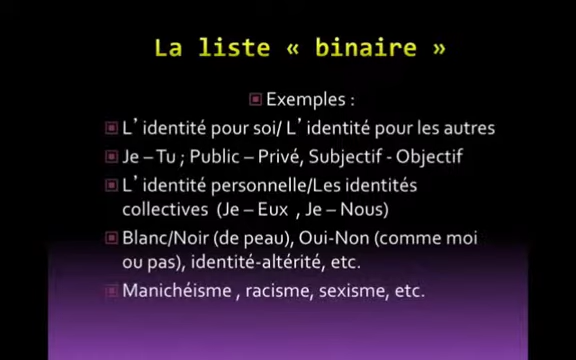 La liste « binaire »
Exemples :
L'identité pour soi/ L'identité pour les autres
Je – Tu ; Public – Privé, Subjectif - Objectif
L'identité personnelle/Les identités
collectives (Je – Eux , Je – Nous)
Blanc/Noir (de peau), Oui-Non (comme moi
ou pas), identité-altérité, etc.
Manichéisme , racisme, sexisme, etc.